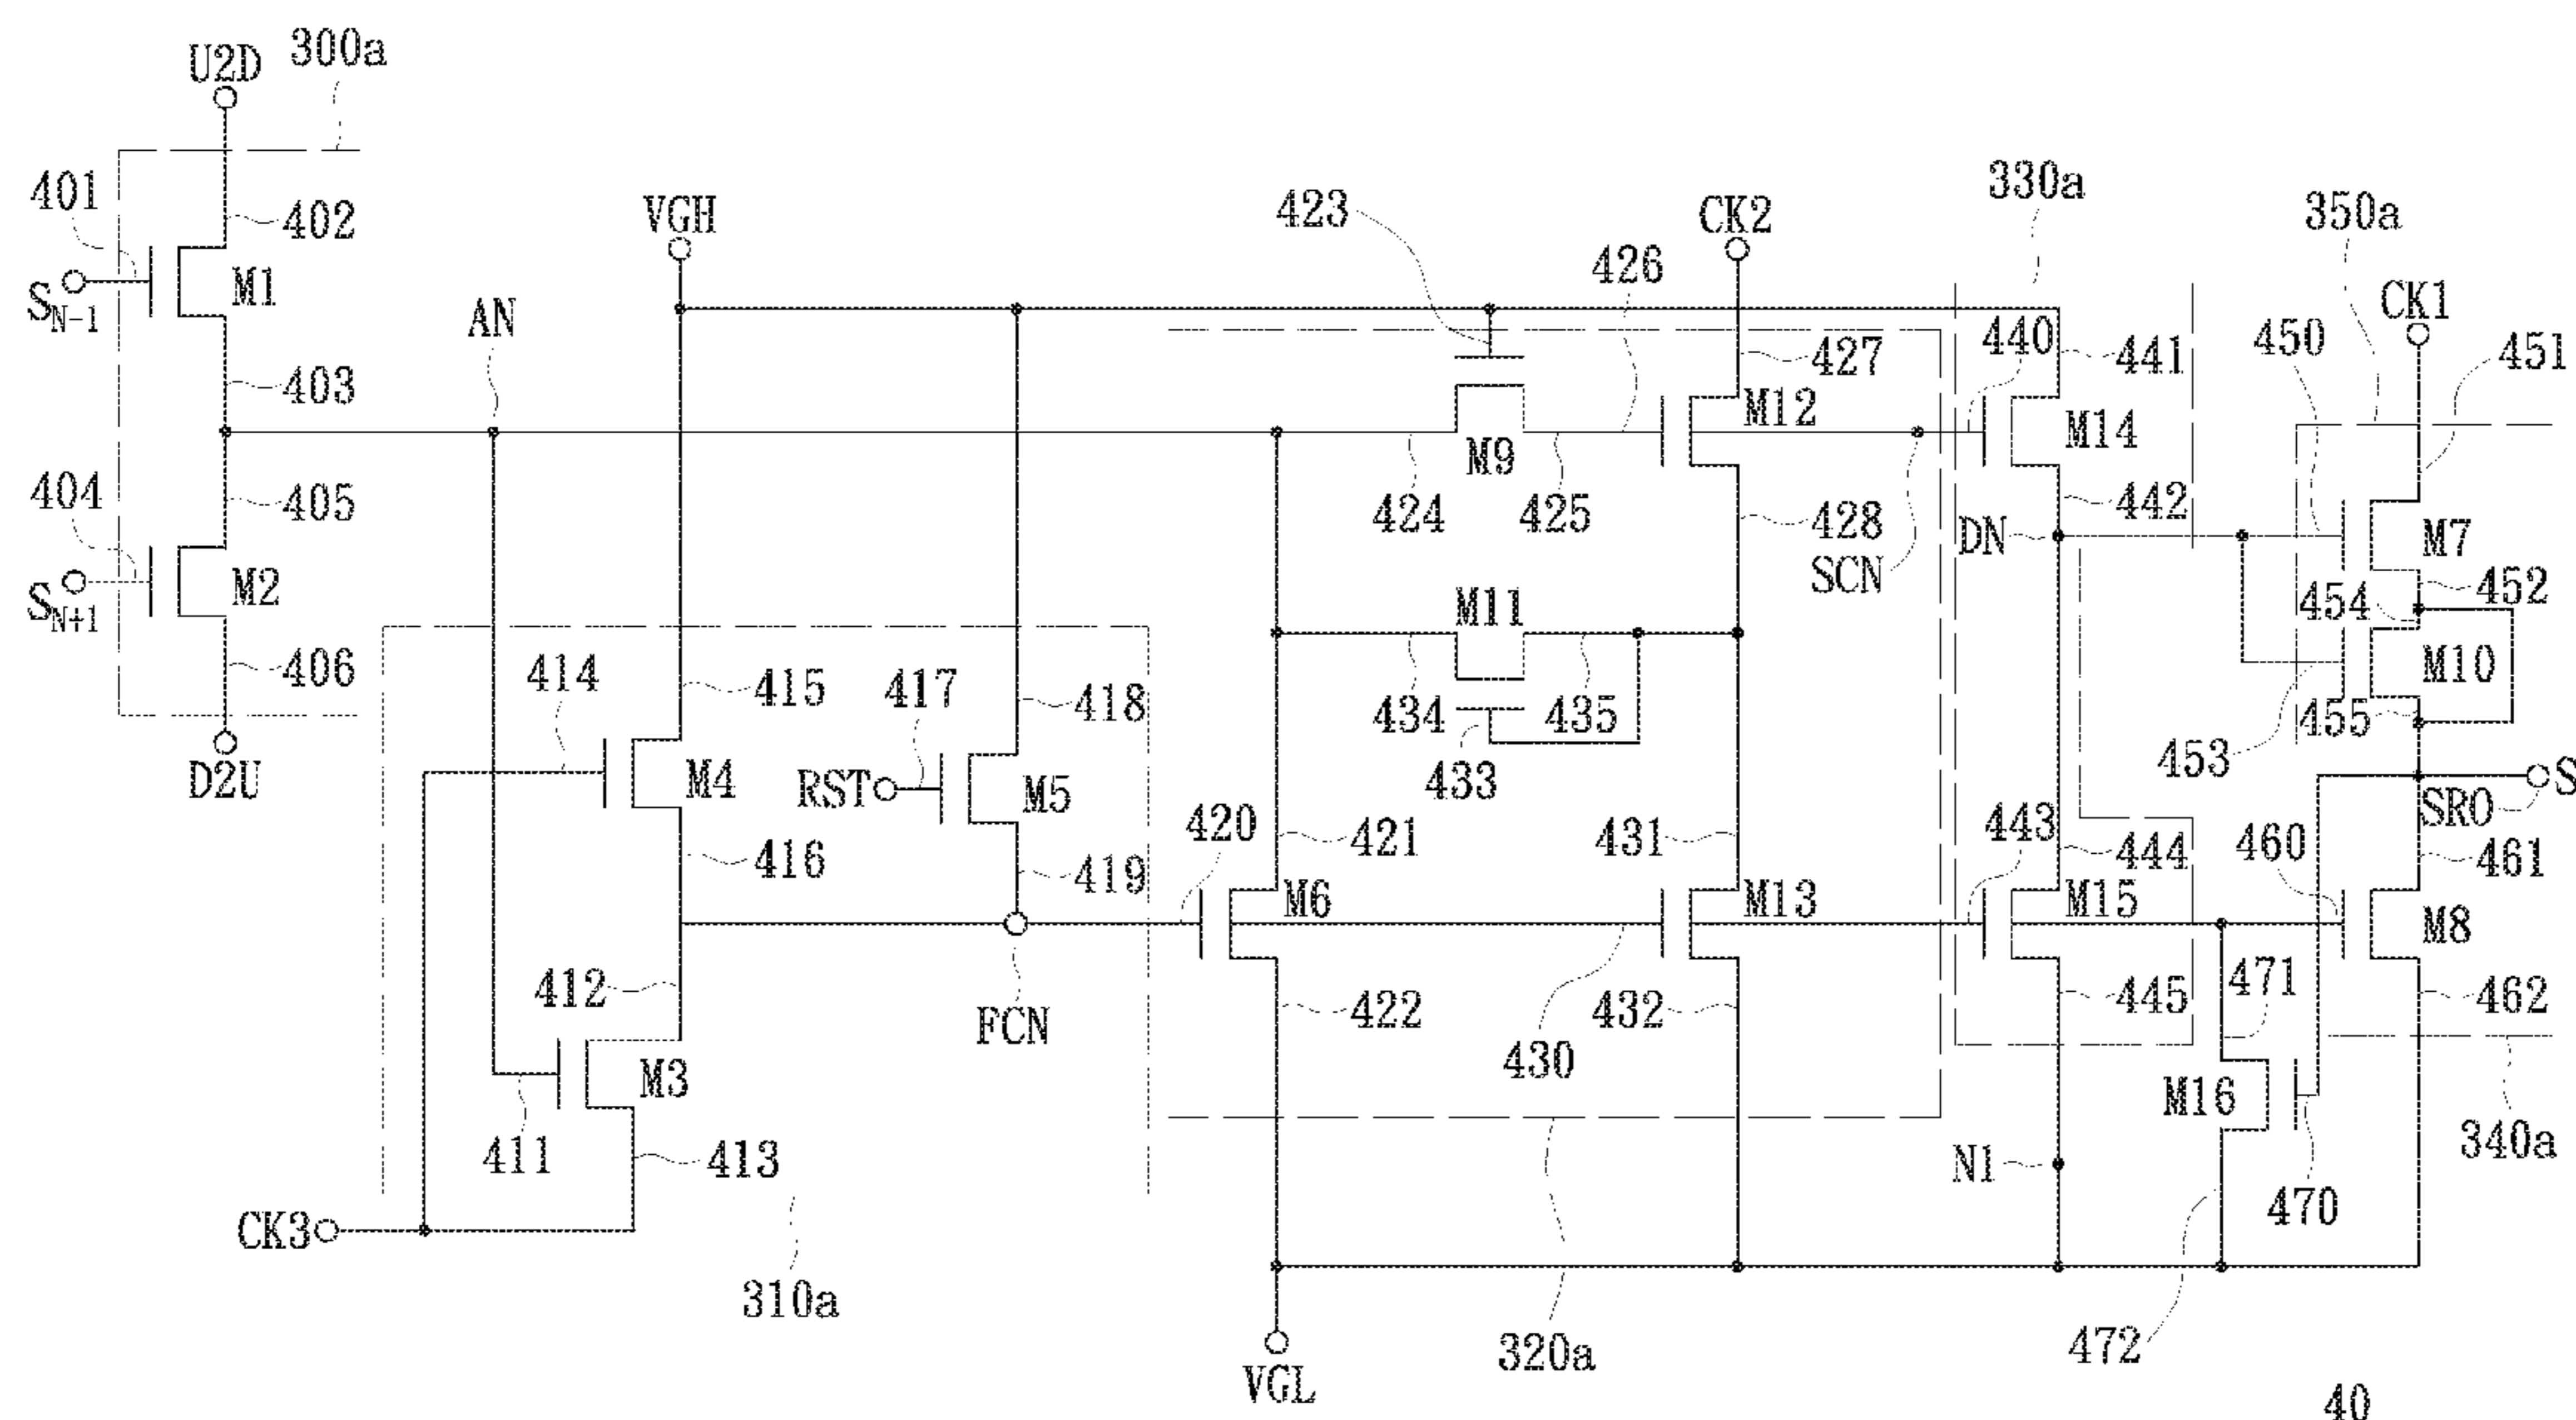 U2D
300a
401
402
VGH
423
CK2
330a
350a
S_{N-1}
M1
AN
426
CK1
403
427
440
441
450
451
M12
M14
M9
404
405
424
425
428
442
M7
SCN
DN
S_{N+1}
M2
M11
454
452
406
414
415
417
418
434
435
M10
455
433
453
D2U
M4
RST
M5
S
SRO
416
419
420
421
431
443
444
460
461
M6
M13
M15
M8
412
422
432
445
471
462
FCN
430
M3
M16
411
413
N1
470
340a
CK3
310a
320a
472
VGL
40